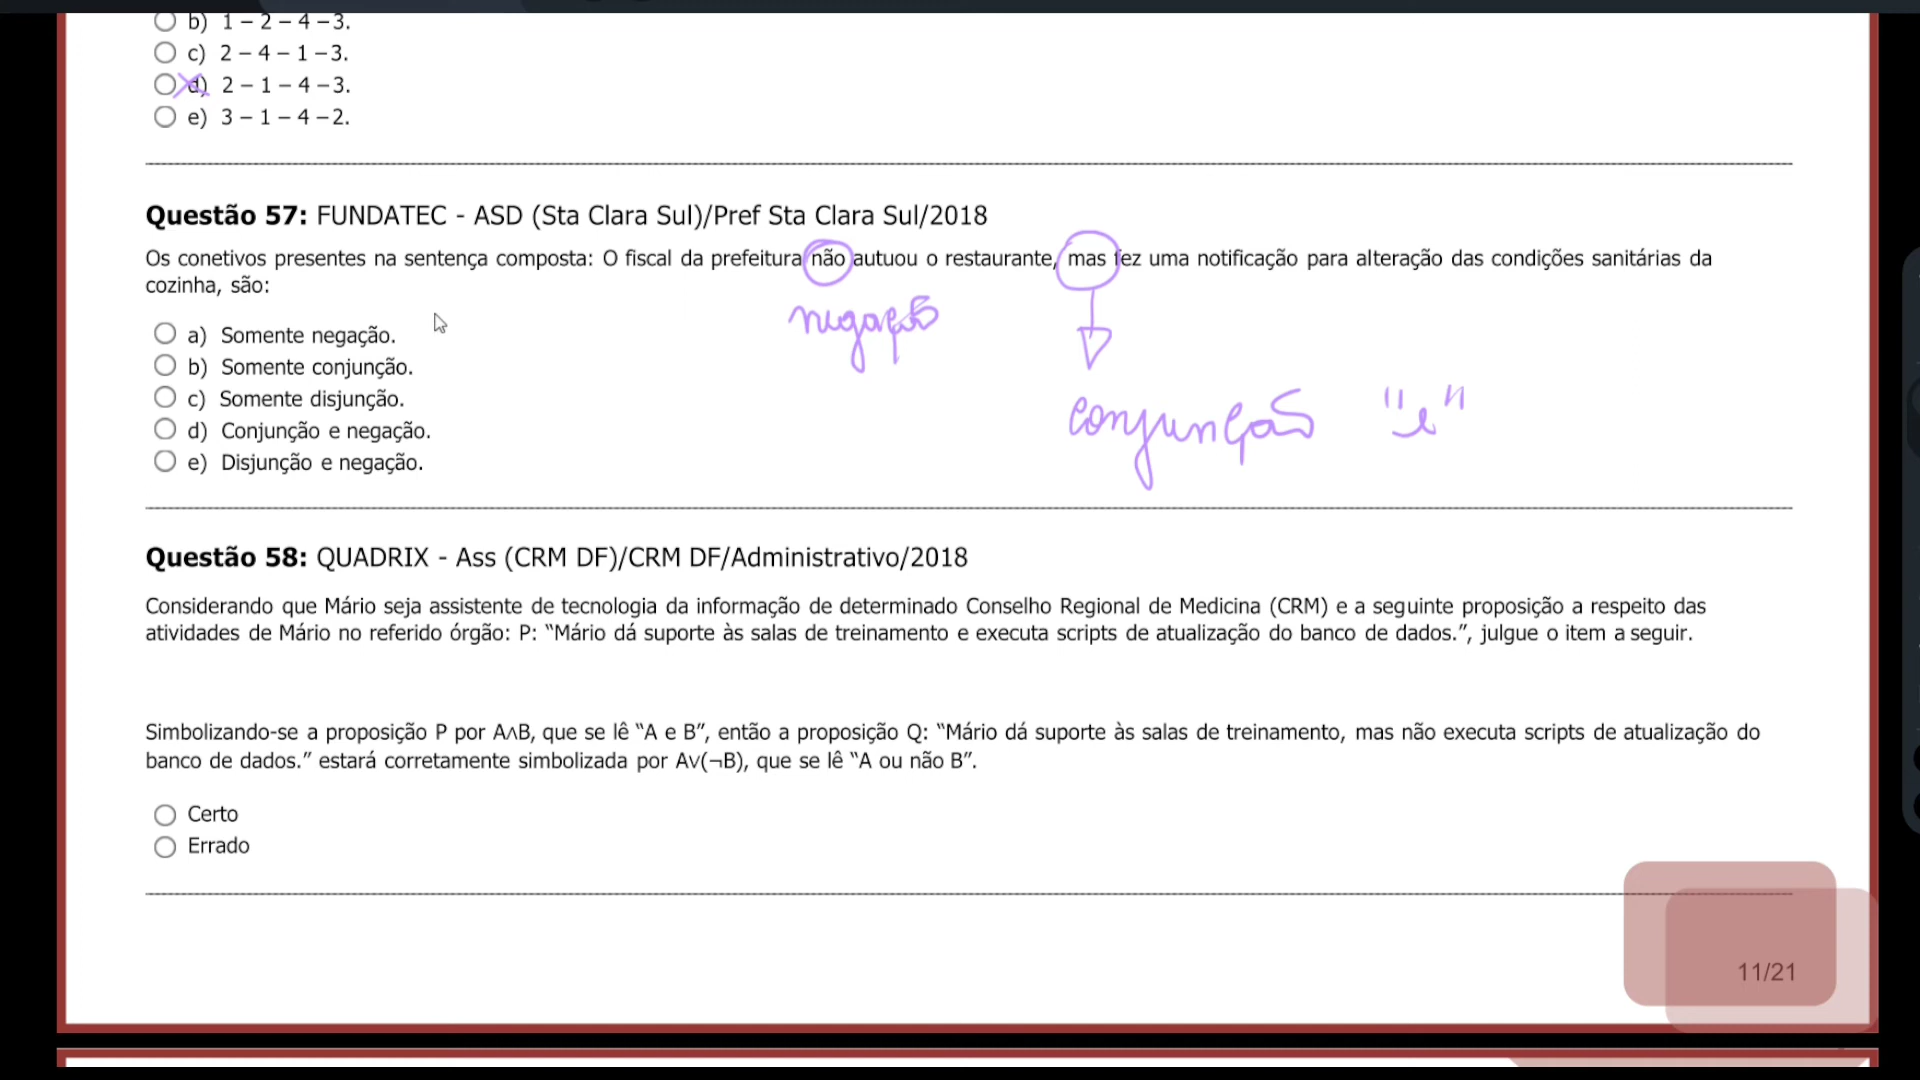 b) 1 – 2 – 4 – 3.
c) 2 – 4 – 1 – 3.
d) 2 – 1 – 4 – 3.
e) 3 – 1 – 4 – 2.
Questão 57: FUNDATEC - ASD (Sta Clara Sul)/Pref Sta Clara Sul/2018
Os conetivos presentes na sentença composta: O fiscal da prefeitura não autuou o restaurante, mas fez uma notificação para alteração das condições sanitárias da
cozinha, são:
negação
a) Somente negação.
b) Somente conjunção.
c) Somente disjunção.
conjunção "e"
d) Conjunção e negação.
e) Disjunção e negação.
Questão 58: QUADRIX - Ass (CRM DF)/CRM DF/Administrativo/2018
Considerando que Mário seja assistente de tecnologia da informação de determinado Conselho Regional de Medicina (CRM) e a seguinte proposição a respeito das
atividades de Mário no referido órgão: P: “Mário dá suporte às salas de treinamento e executa scripts de atualização do banco de dados.”, julgue o item a seguir.
Simbolizando-se a proposição P por A∧B, que se lê “A e B”, então a proposição Q: “Mário dá suporte às salas de treinamento, mas não executa scripts de atualização do
banco de dados.” estará corretamente simbolizada por A∨(¬B), que se lê “A ou não B”.
Certo
Errado
11/21